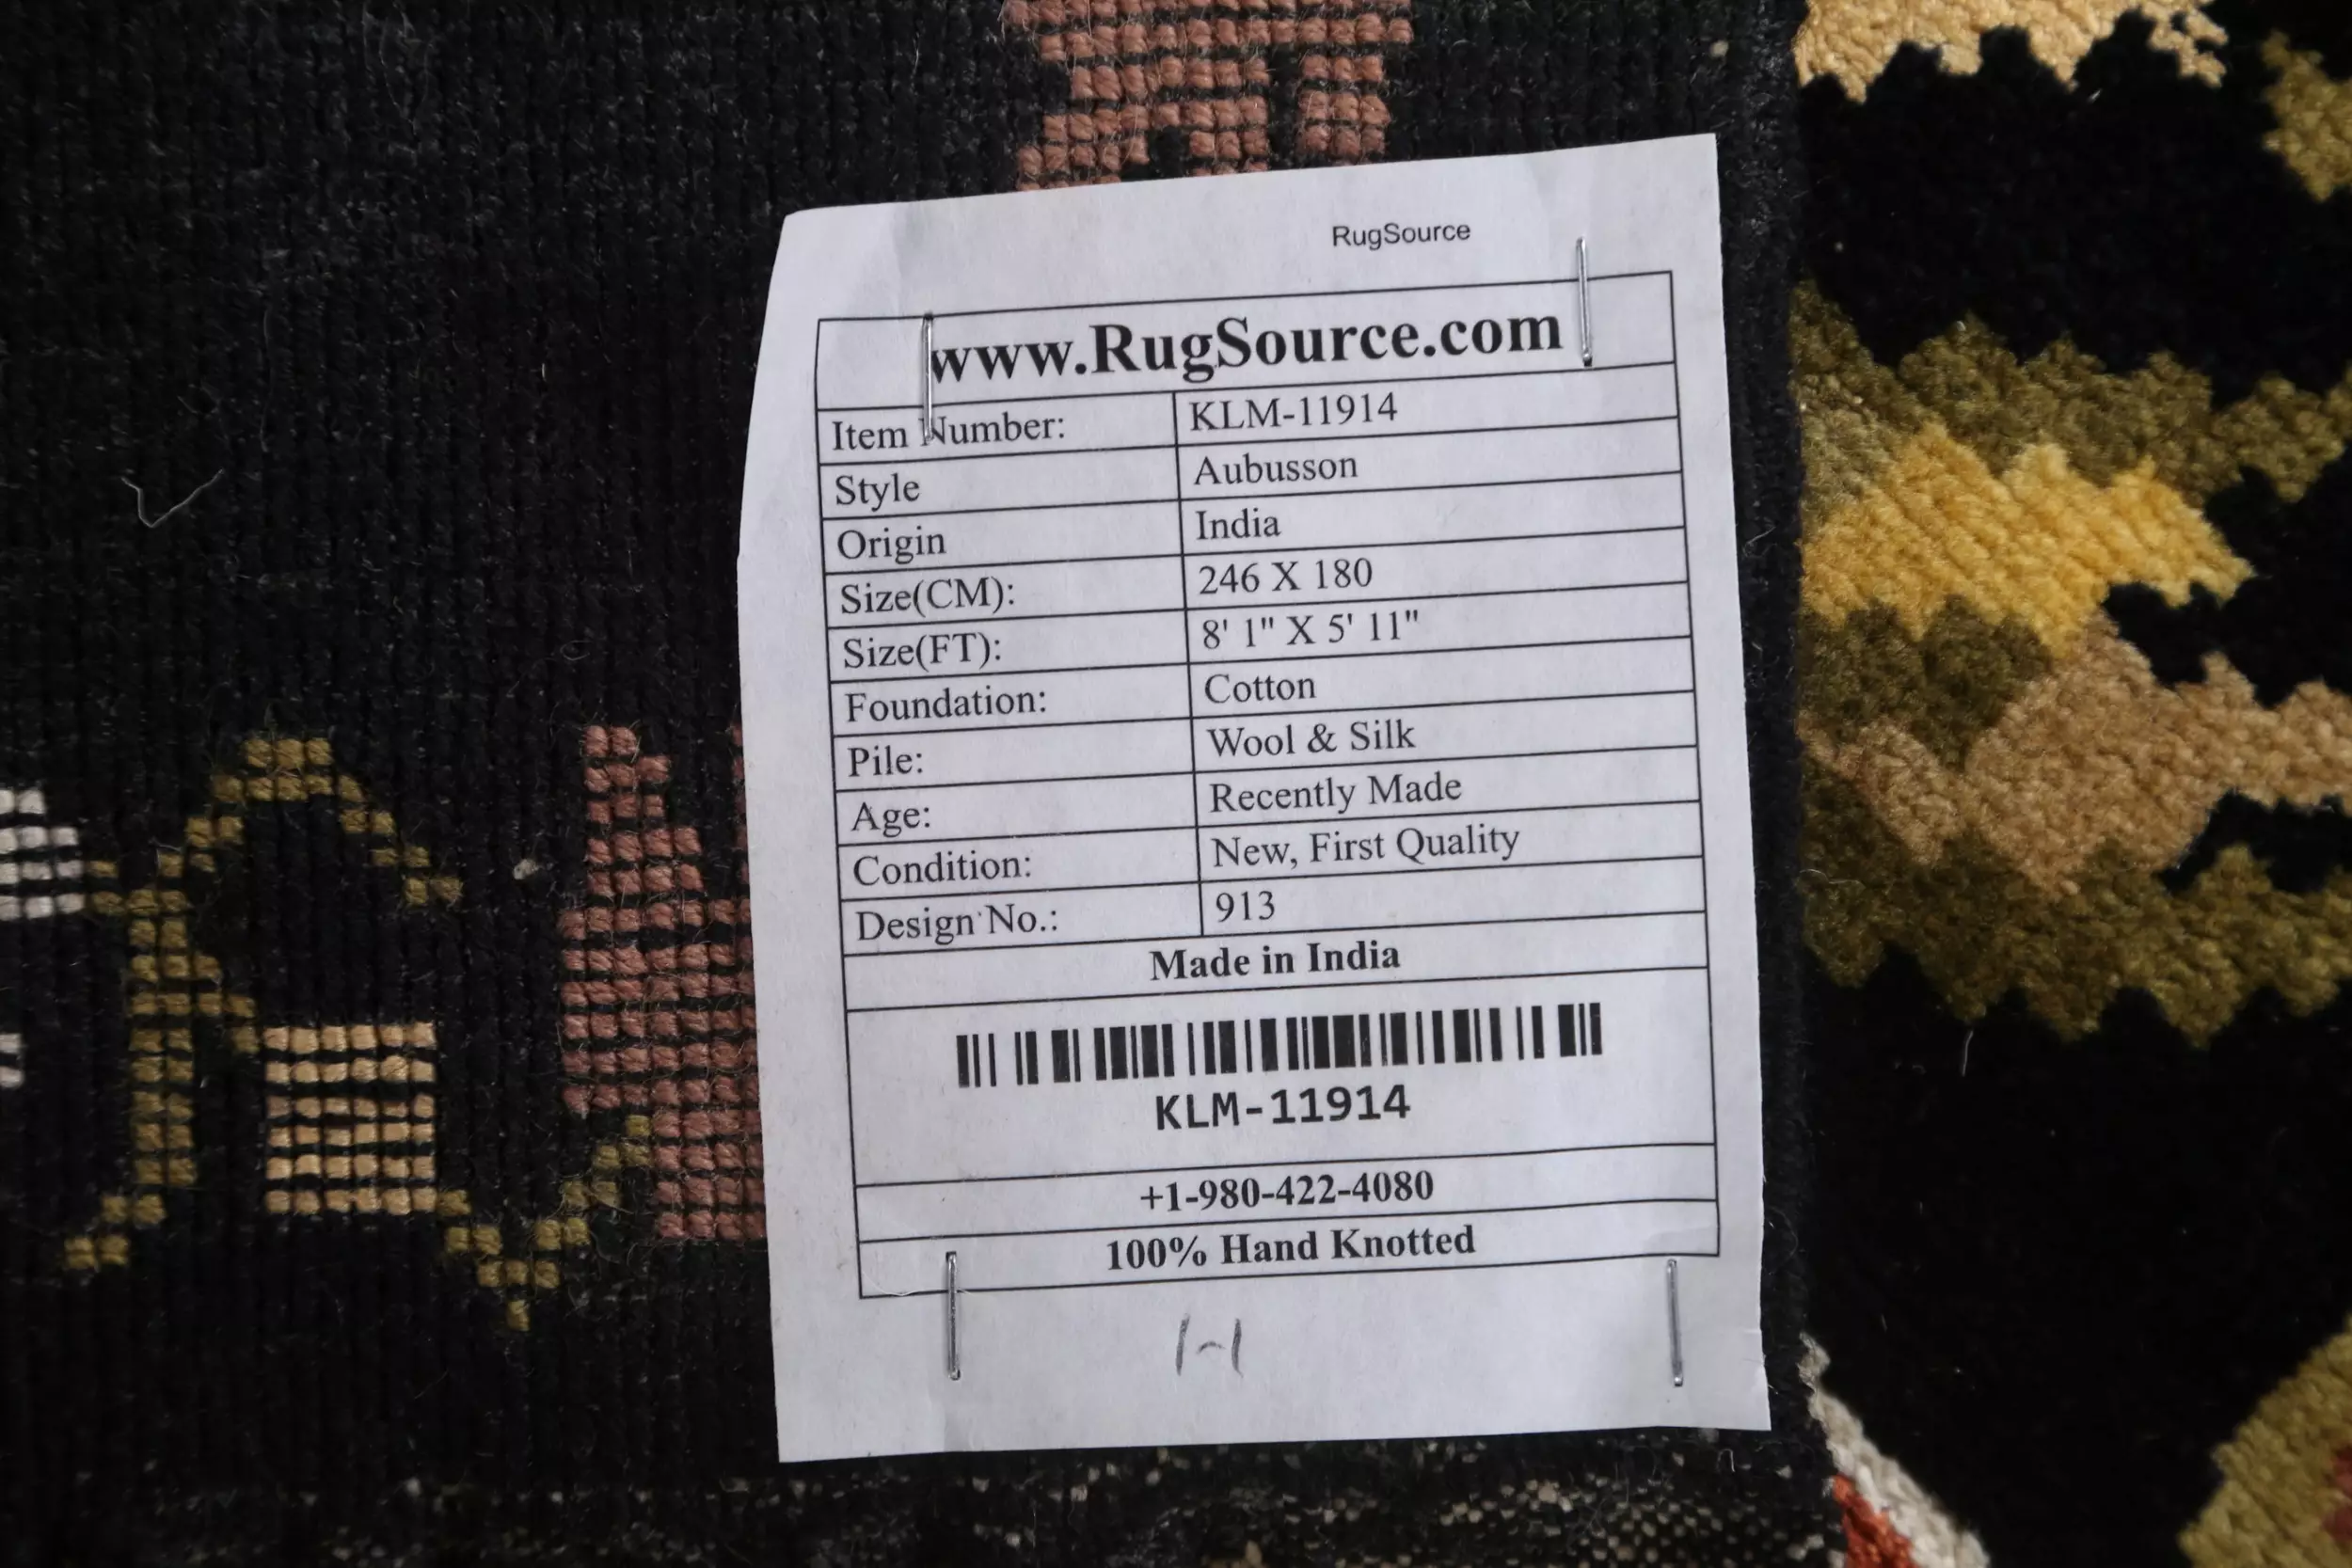 RugSource
www.RugSource.com
Item Number: KLM-11914
Style Aubusson
Origin India
Size(CM): 246 X 180
Size(FT): 8' 1" X 5' 11"
Foundation: Cotton
Pile: Wool & Silk
Age: Recently Made
Condition: New, First Quality
Design No.: 913
Made in India
KLM-11914
+1-980-422-4080
100% Hand Knotted
1-1